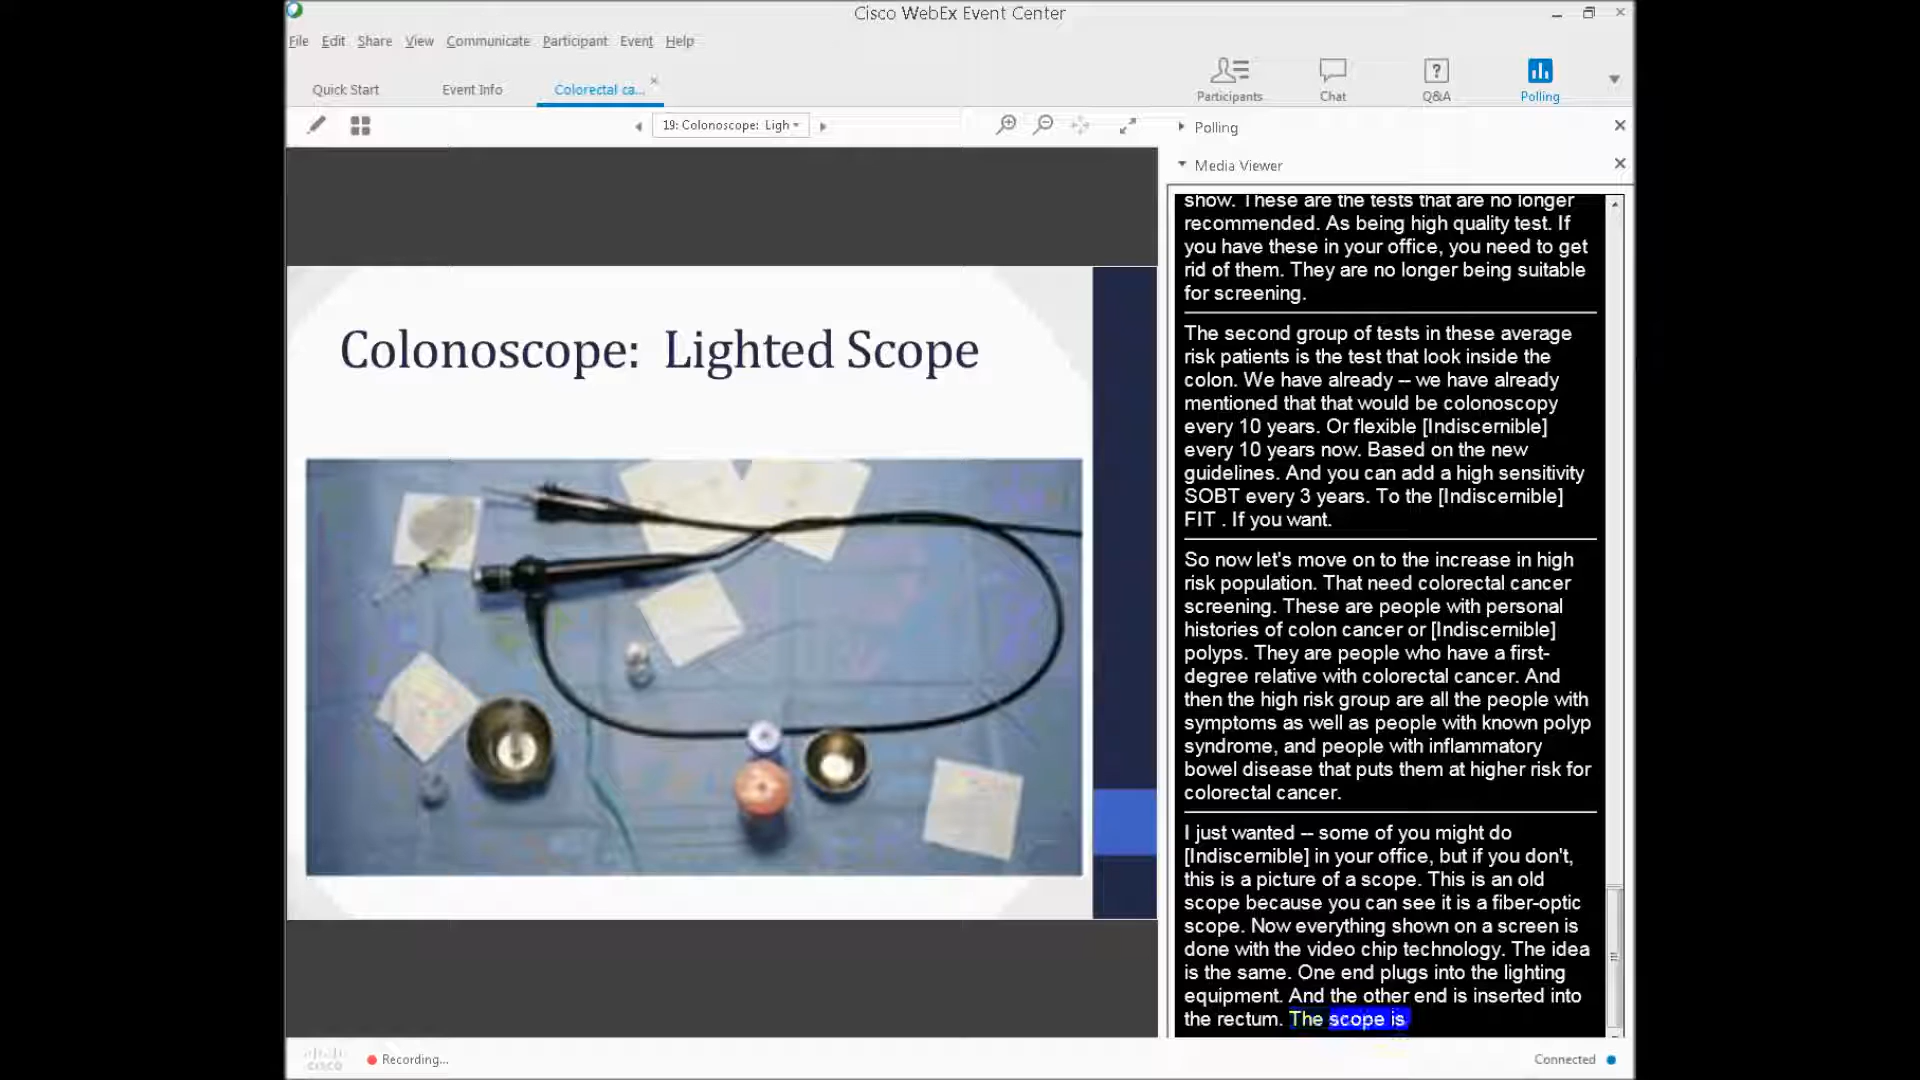 Cisco WebEx Event Center
File Edit Share View Communicate Participant Event Help
Quick Start Event Info Colorectal ca...
Participants Chat Q&A Polling
19: Colonoscope: Ligh
Polling
Media Viewer
Colonoscope: Lighted Scope
show. These are the tests that are no longer
recommended. As being high quality test. If
you have these in your office, you need to get
rid of them. They are no longer being suitable
for screening.
The second group of tests in these average
risk patients is the test that look inside the
colon. We have already -- we have already
mentioned that that would be colonoscopy
every 10 years. Or flexible [Indiscernible]
every 10 years now. Based on the new
guidelines. And you can add a high sensitivity
SOBT every 3 years. To the [Indiscernible]
FIT . If you want.
So now let's move on to the increase in high
risk population. That need colorectal cancer
screening. These are people with personal
histories of colon cancer or [Indiscernible]
polyps. They are people who have a first-
degree relative with colorectal cancer. And
then the high risk group are all the people with
symptoms as well as people with known polyp
syndrome, and people with inflammatory
bowel disease that puts them at higher risk for
colorectal cancer.
I just wanted -- some of you might do
[Indiscernible] in your office, but if you don't,
this is a picture of a scope. This is an old
scope because you can see it is a fiber-optic
scope. Now everything shown on a screen is
done with the video chip technology. The idea
is the same. One end plugs into the lighting
equipment. And the other end is inserted into
the rectum. The scope is
cisco
Recording...
Connected